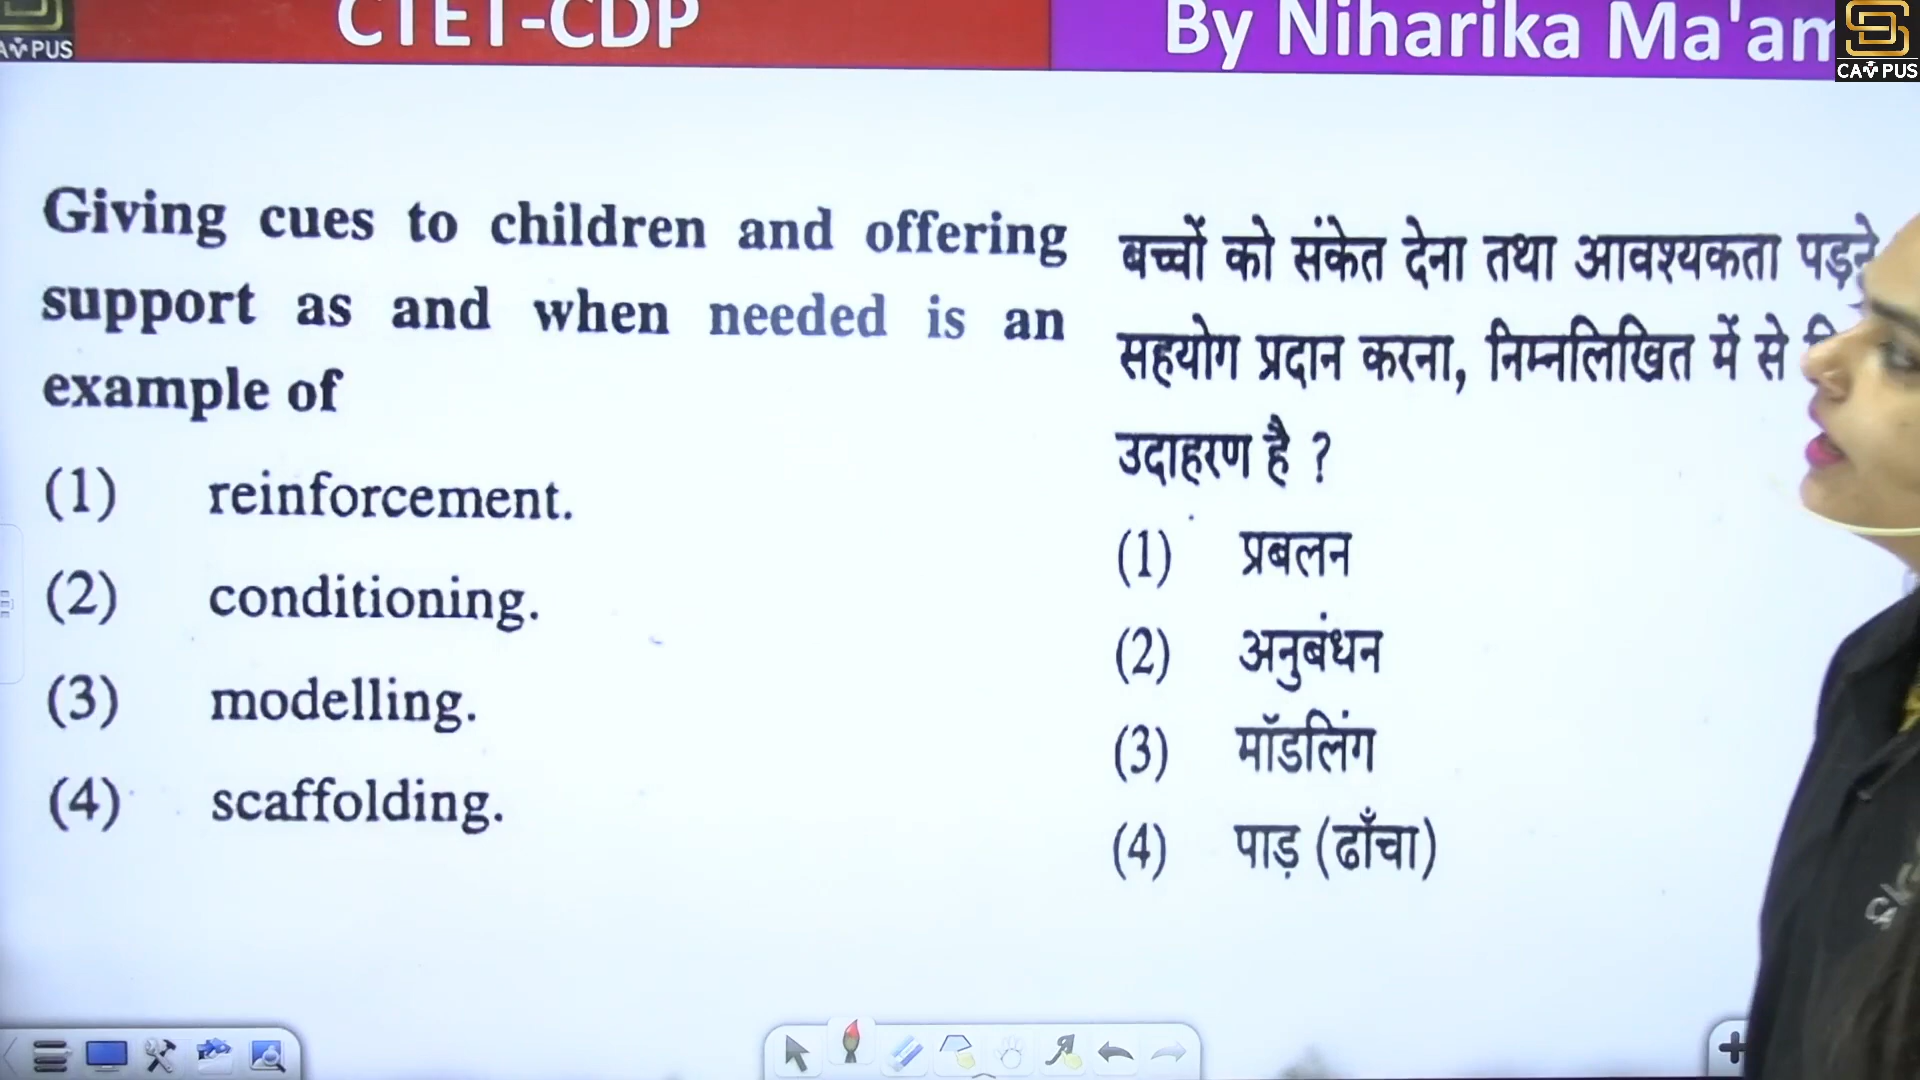 CTET-CDP
By Niharika Ma'am
CAMPUS
CAMPUS
Giving cues to children and offering
support as and when needed is an
example of
(1) reinforcement.
(2) conditioning.
(3) modelling.
(4) scaffolding.
बच्चों को संकेत देना तथा आवश्यकता पड़ने
सहयोग प्रदान करना, निम्नलिखित में से
उदाहरण है ?
(1) प्रबलन
(2) अनुबंधन
(3) मॉडलिंग
(4) पाड़ (ढाँचा)